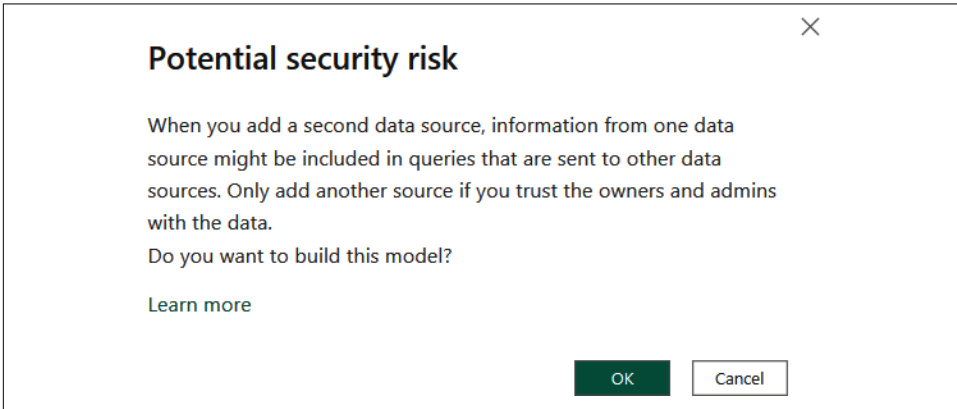 Potential security risk
When you add a second data source, information from one data
source might be included in queries that are sent to other data
sources. Only add another source if you trust the owners and admins
with the data.
Do you want to build this model?
Learn more
OK Cancel